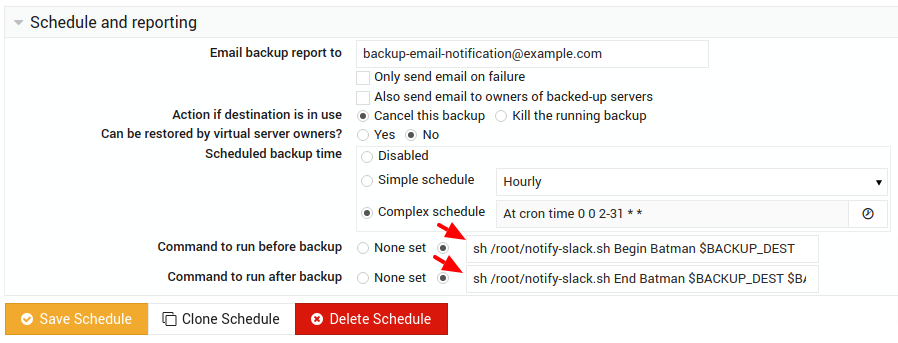 Schedule and reporting
Email backup report to backup-email-notification@example.com
Only send email on failure
Also send email to owners of backed-up servers
Action if destination is in use Cancel this backup Kill the running backup
Can be restored by virtual server owners? Yes No
Scheduled backup time Disabled
Simple schedule Hourly
Complex schedule At cron time 0 0 2-31 * *
Command to run before backup None set sh /root/notify-slack.sh Begin Batman $BACKUP_DEST
Command to run after backup None set sh /root/notify-slack.sh End Batman $BACKUP_DEST $BA
Save Schedule Clone Schedule Delete Schedule